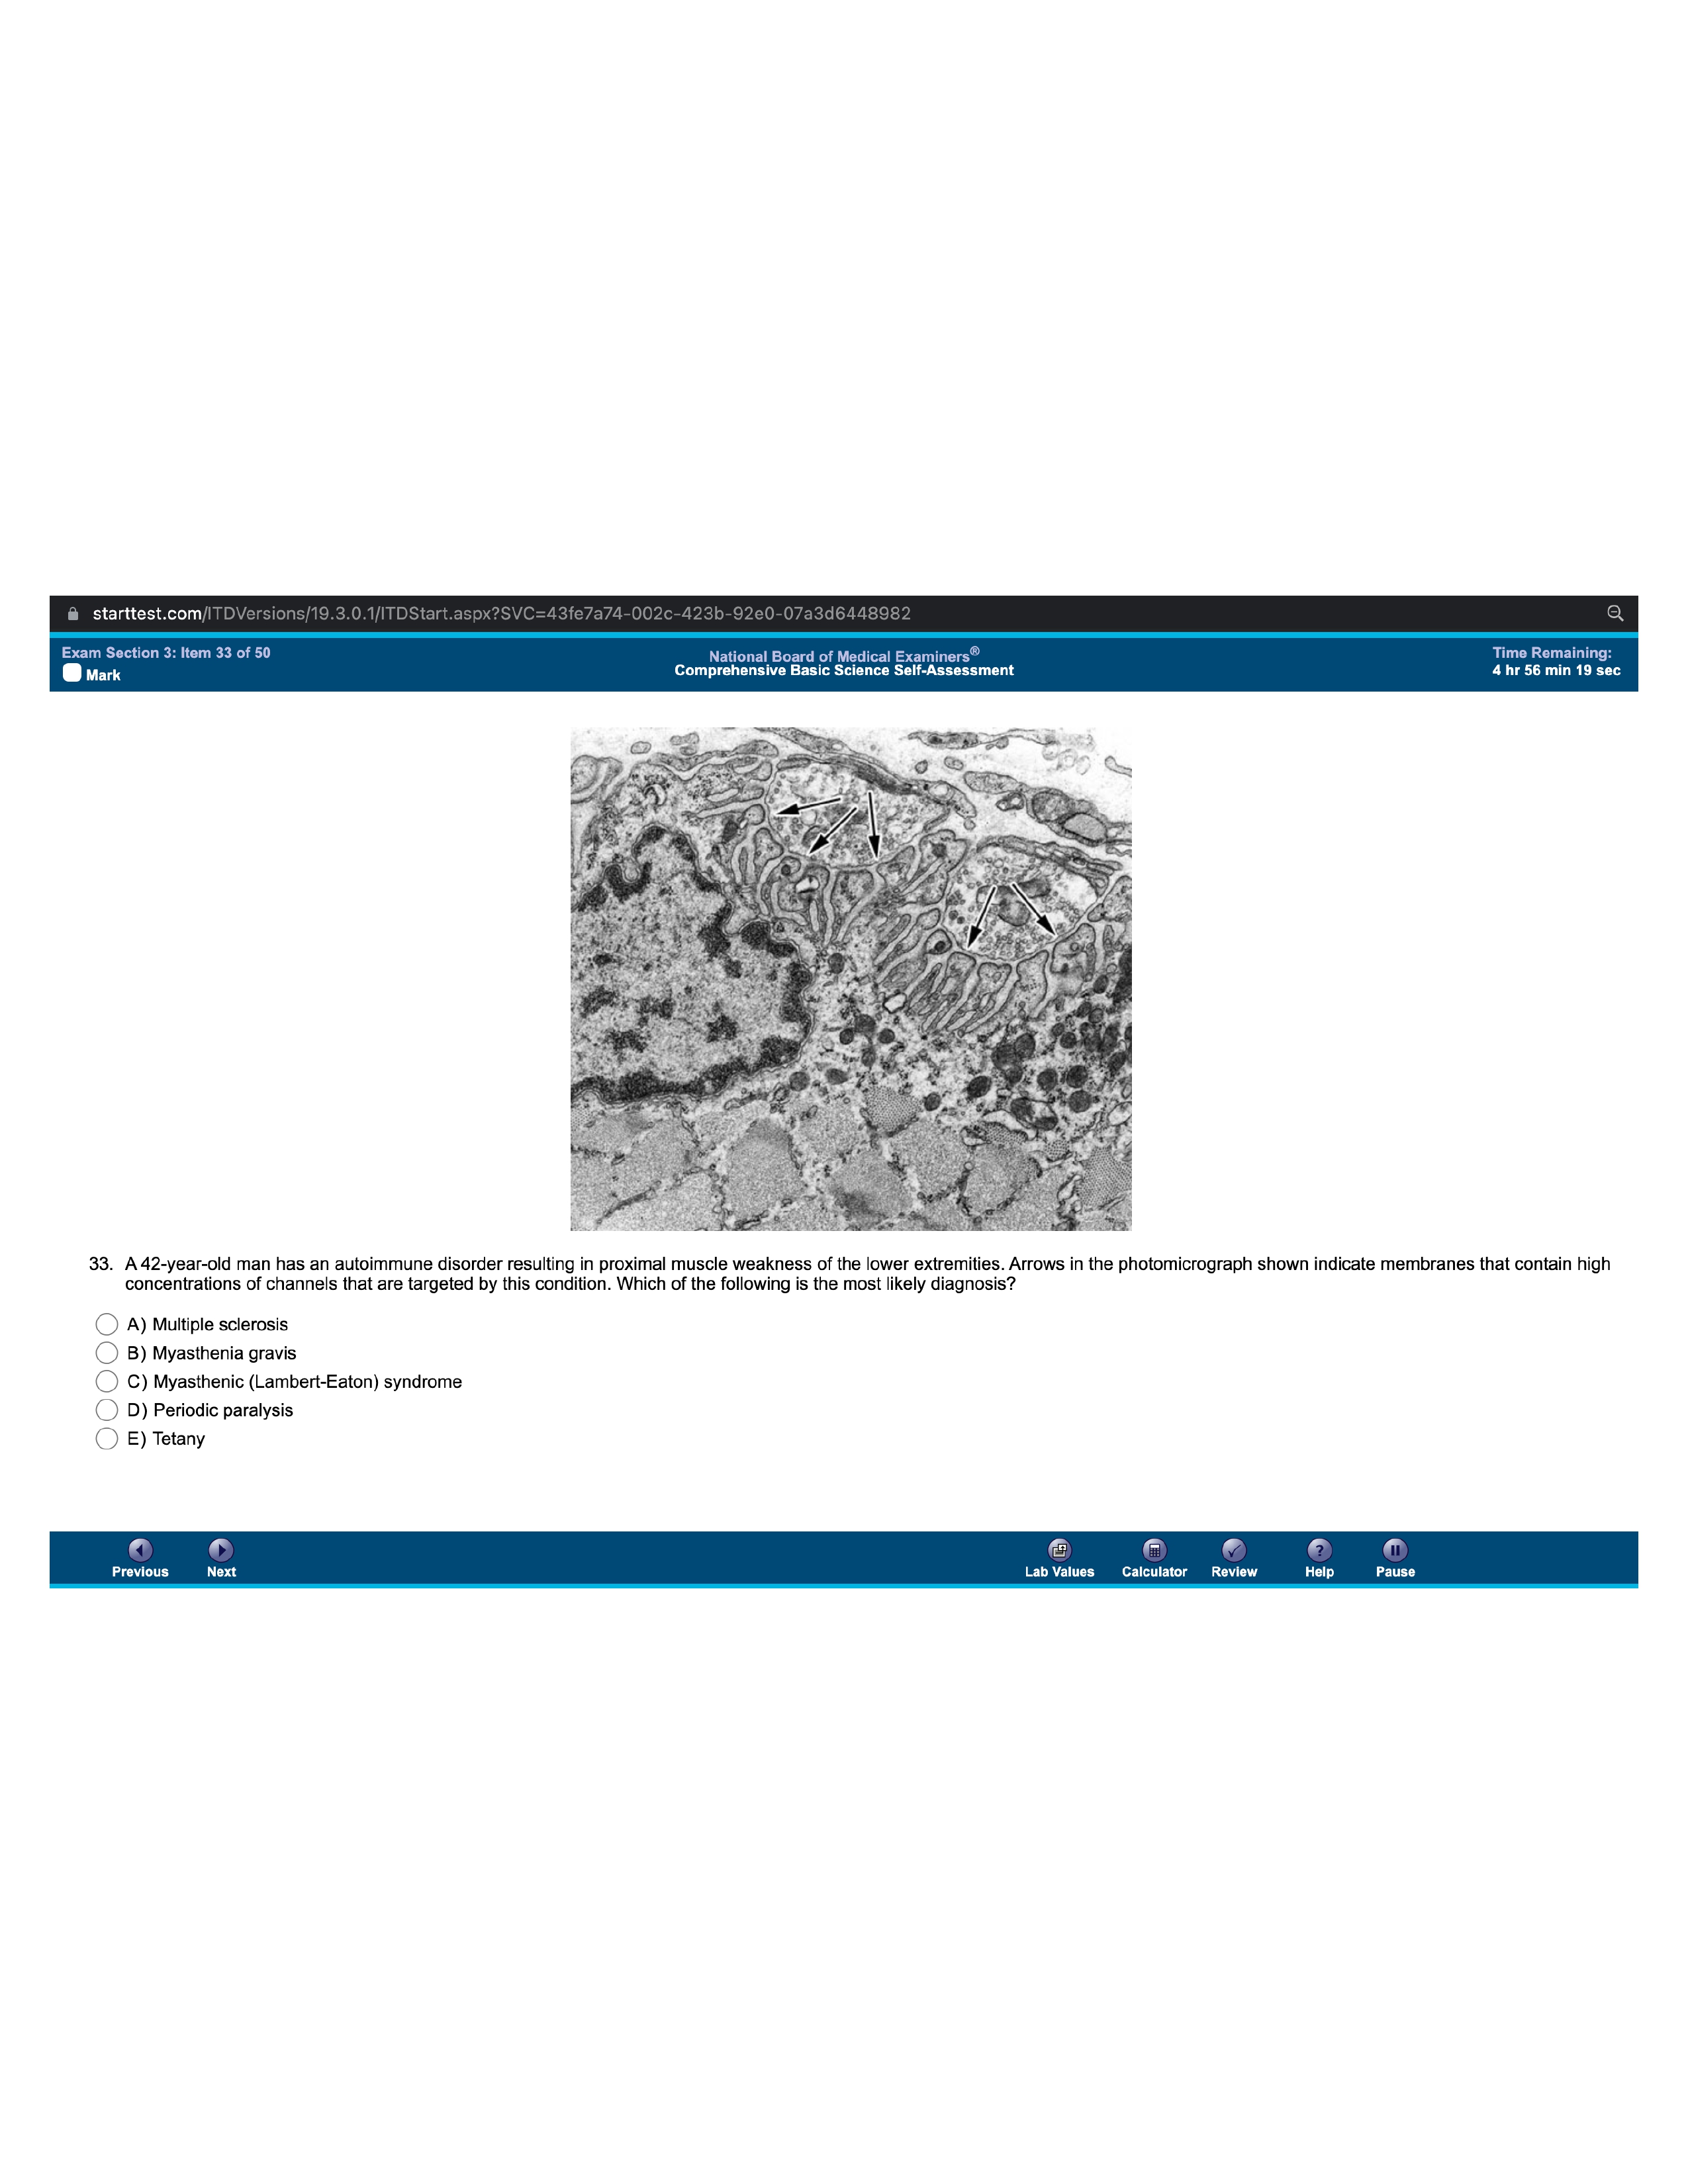 starttest.com/ITDVersions/19.3.0.1/ITDStart.aspx?SVC=43fe7a74-002c-423b-92e0-07a3d6448982
Exam Section 3: Item 33 of 50
Mark
National Board of Medical Examiners®
Comprehensive Basic Science Self-Assessment
Time Remaining:
4 hr 56 min 19 sec
33. A 42-year-old man has an autoimmune disorder resulting in proximal muscle weakness of the lower extremities. Arrows in the photomicrograph shown indicate membranes that contain high
concentrations of channels that are targeted by this condition. Which of the following is the most likely diagnosis?
A) Multiple sclerosis
B) Myasthenia gravis
C) Myasthenic (Lambert-Eaton) syndrome
D) Periodic paralysis
E) Tetany
Previous
Next
Lab Values
Calculator
Review
Help
Pause